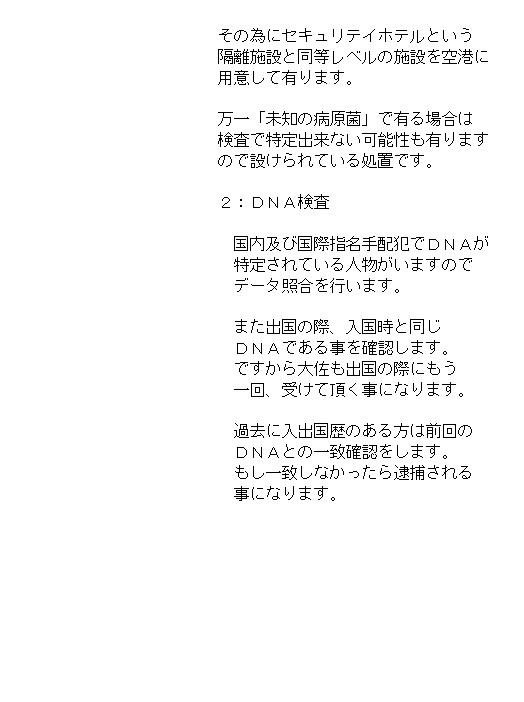 その為にセキュリテイホテルという
隔離施設と同等レベルの施設を空港に
用意して有ります。
万一「未知の病原菌」で有る場合は
検査で特定出来ない可能性も有ります
ので設けられている処置です。
２：ＤＮＡ検査
国内及び国際指名手配犯でＤＮＡが
特定されている人物がいますので
データ照合を行います。
また出国の際、入国時と同じ
ＤＮＡである事を確認します。
ですから大佐も出国の際にもう
一回、受けて頂く事になります。
過去に入出国歴のある方は前回の
ＤＮＡとの一致確認をします。
もし一致しなかったら逮捕される
事になります。